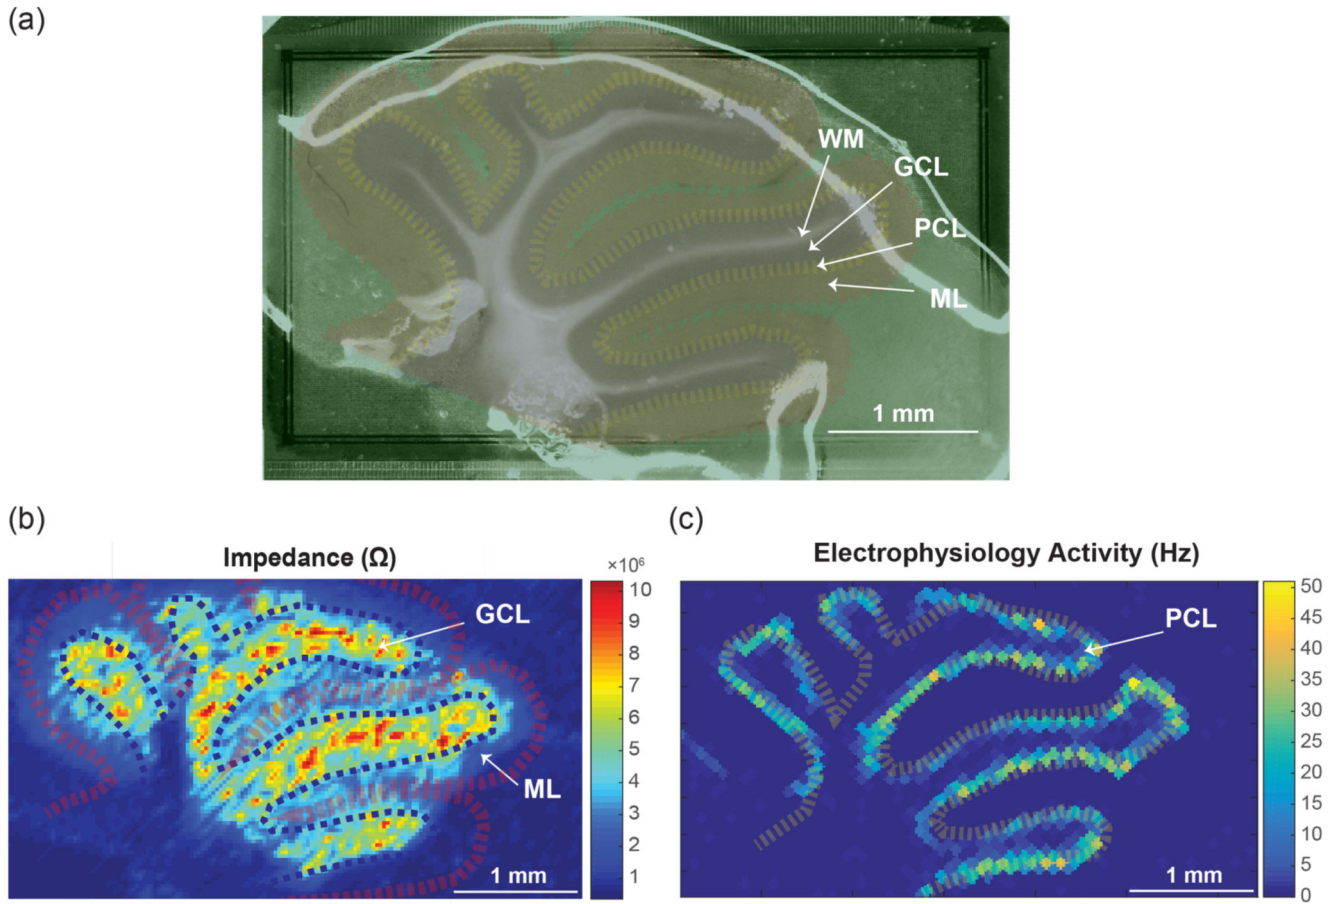 (a)
WM
GCL
PCL
ML
1 mm
(b)
Impedance (Ω)
×10⁶
10
9
8
7
6
5
4
3
2
1
GCL
ML
1 mm
(c)
Electrophysiology Activity (Hz)
50
45
40
35
30
25
20
15
10
5
0
PCL
1 mm